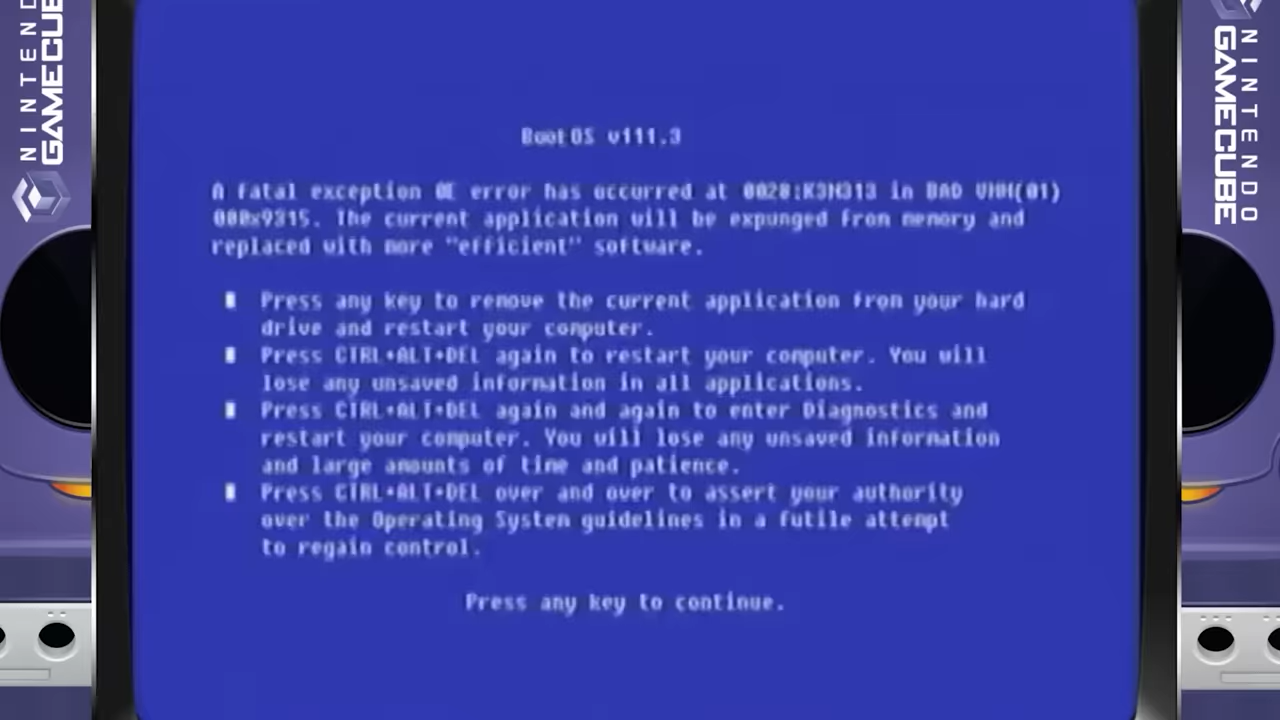 NINTENDO
GAMECUBE
BootOS v111.3
A fatal exception 0E error has occurred at 0028:K3M313 in BAD VMM(01)
The current application will be expunged from memory and
replaced with more "efficient" software.
Press any key to remove the current application from your hard
drive and restart your computer.
Press CTRL+ALT+DEL again to restart your computer. You will
lose any unsaved information in all applications.
Press CTRL+ALT+DEL again and again to enter Diagnostics and
restart your computer. You will lose any unsaved information
and large amounts of time and patience.
Press CTRL+ALT+DEL over and over to assert your authority
over the Operating System guidelines in a futile attempt
to regain control.
Press any key to continue.
NINTENDO
GAMECUBE